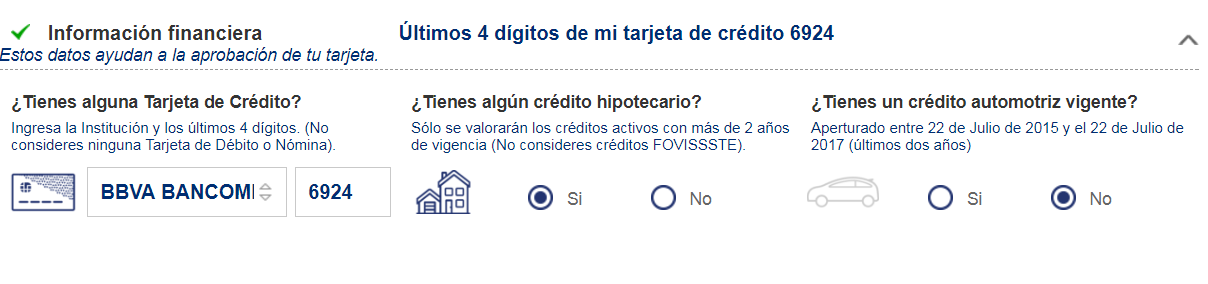 Información financiera
Últimos 4 dígitos de mi tarjeta de crédito 6924
Estos datos ayudan a la aprobación de tu tarjeta.
¿Tienes alguna Tarjeta de Crédito?
Ingresa la Institución y los últimos 4 dígitos. (No
consideres ninguna Tarjeta de Débito o Nómina).
BBVA BANCOM
6924
¿Tienes algún crédito hipotecario?
Sólo se valorarán los créditos activos con más de 2 años
de vigencia (No consideres créditos FOVISSSTE).
Si
No
¿Tienes un crédito automotriz vigente?
Aperturado entre 22 de Julio de 2015 y el 22 de Julio de
2017 (últimos dos años)
Si
No